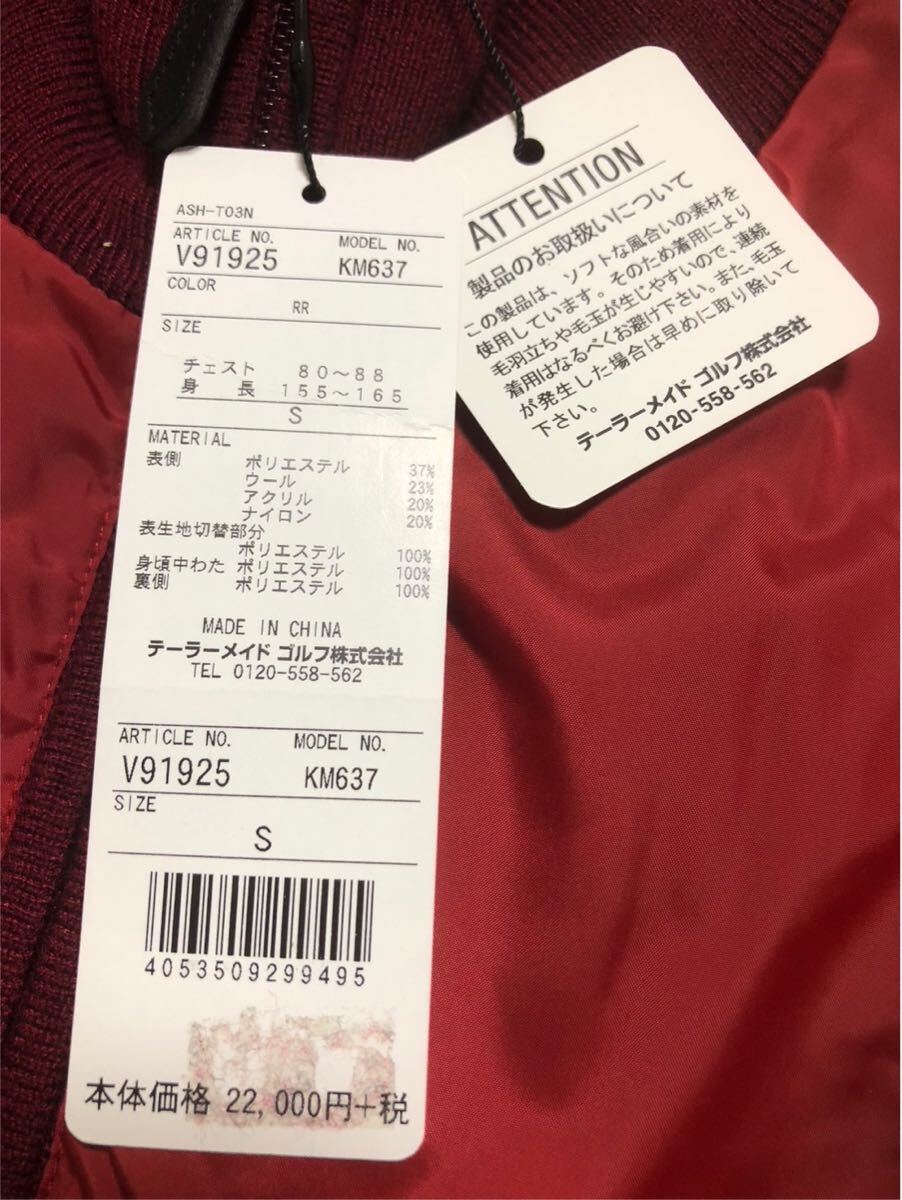 ASH-T03N
ARTICLE NO. MODEL NO.
V91925 KM637
COLOR
RR
SIZE
チェスト 80～88
身長 155～165
S
MATERIAL
表側 ポリエステル 37%
ウール 23%
アクリル 20%
ナイロン 20%
表生地切替部分
ポリエステル 100%
身頃中わた ポリエステル 100%
裏側 ポリエステル 100%
MADE IN CHINA
テーラーメイド ゴルフ株式会社
TEL 0120-558-562
ARTICLE NO. MODEL NO.
V91925 KM637
SIZE
S
4053509299495
本体価格 22,000円+税
ATTENTION
製品のお取扱いについて
この製品は、ソフトな風合いの素材を
使用しています。そのため着用により
毛羽立ちや毛玉が生じやすいので、連続
着用はなるべくお避け下さい。また、毛玉
が発生した場合は早めに取り除いて
下さい。
テーラーメイド ゴルフ株式会社
0120-558-562